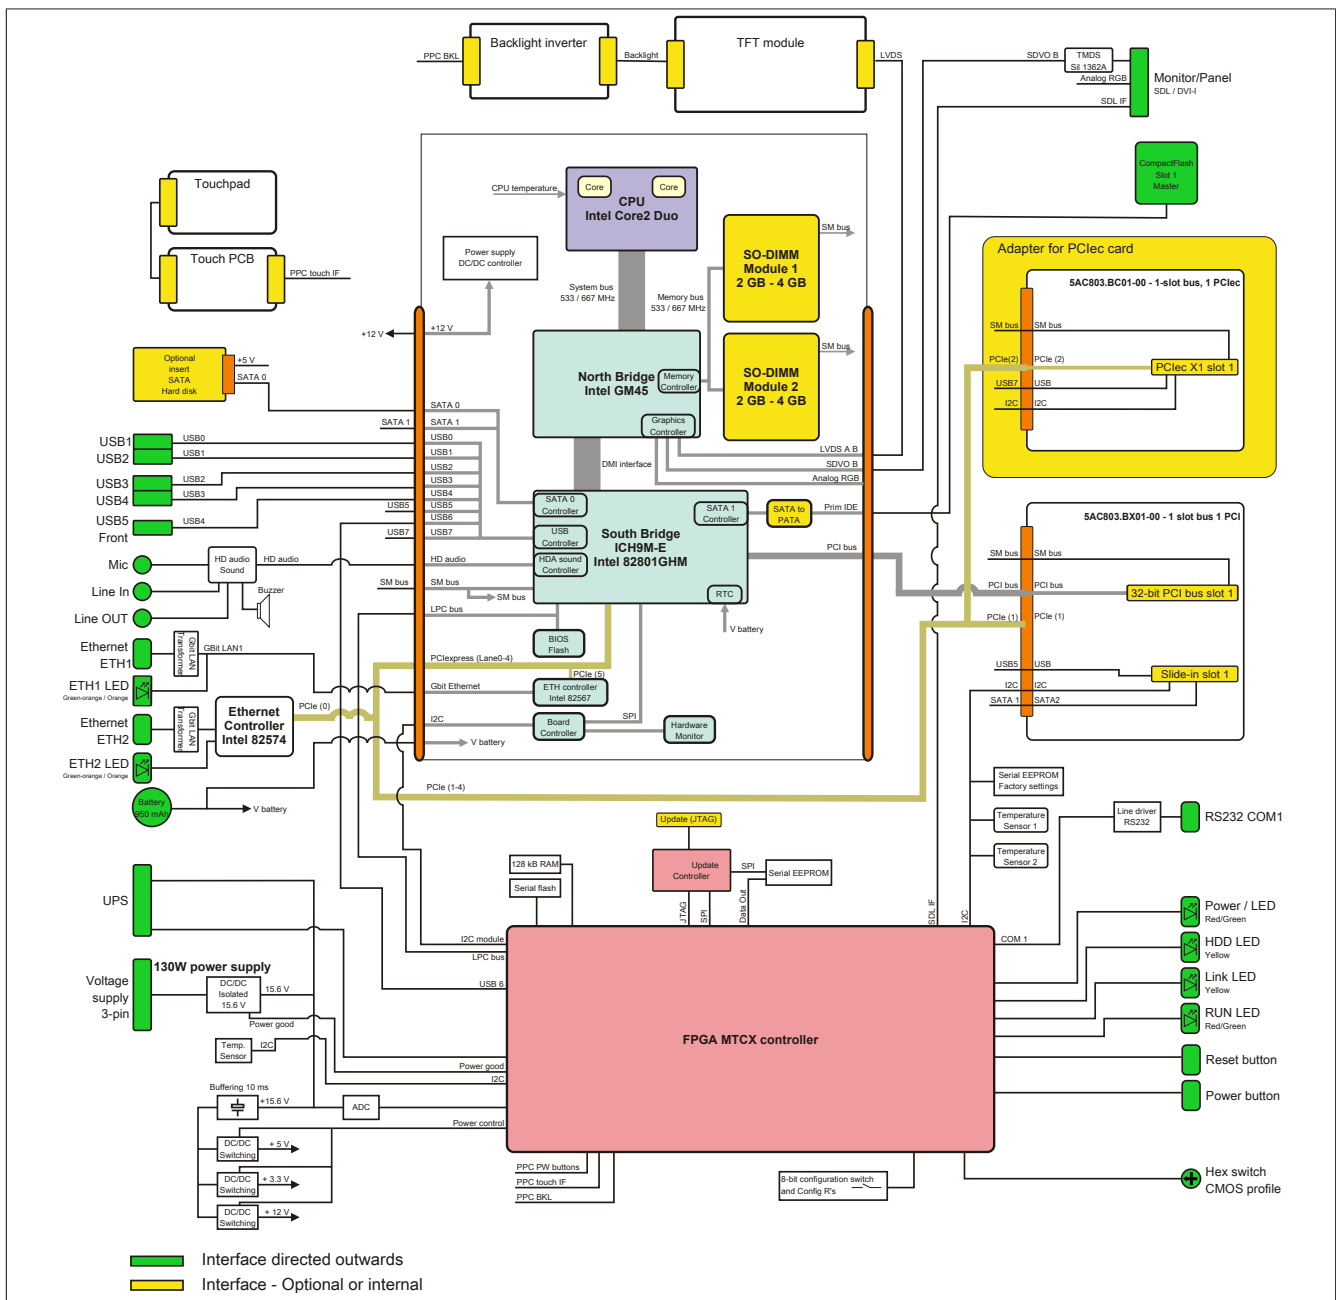 Backlight inverter
PPC BKL
Backlight
TFT module
LVDS
SDVO B
TMDS
Sil 1362A
Analog RGB
SDL IF
Monitor/Panel
SDL / DVI-I
CompactFlash
Slot 1
Master
Touchpad
Touch PCB
PPC touch IF
CPU temperature
Core
Core
CPU
Intel Core2 Duo
Power supply
DC/DC controller
System bus
533 / 667 MHz
Memory bus
533 / 667 MHz
SO-DIMM
Module 1
2 GB - 4 GB
SM bus
SO-DIMM
Module 2
2 GB - 4 GB
SM bus
Adapter for PCIec card
5AC803.BC01-00 - 1-slot bus, 1 PCIec
SM bus
SM bus
PCIe(2)
PCIe (2)
PCIec X1 slot 1
USB7
USB
I2C
I2C
+12 V
+12 V
Optional
insert
SATA
Hard disk
+5 V
SATA 0
North Bridge
Intel GM45
Memory
Controller
Graphics
Controller
SATA 0
SATA 1
SATA 1
USB0
USB1
USB2
USB3
USB4
USB5
USB5
USB6
USB7
USB7
USB1
USB0
USB2
USB1
USB3
USB2
USB4
USB3
USB5
Front
USB4
LVDS A B
SDVO B
Analog RGB
DMI interface
SATA 0
Controller
USB
Controller
HDA sound
Controller
South Bridge
ICH9M-E
Intel 82801GHM
SATA 1
Controller
SATA to
PATA
Prim IDE
PCI bus
RTC
V battery
5AC803.BX01-00 - 1 slot bus 1 PCI
SM bus
SM bus
PCI bus
PCI bus
32-bit PCI bus slot 1
PCIe (1)
PCIe (1)
USB5
USB
Slide-in slot 1
I2C
I2C
SATA 1
SATA2
Mic
HD audio
Sound
HD audio
HD audio
Line In
Buzzer
Line OUT
SM bus
SM bus
SM bus
LPC bus
BIOS
Flash
Ethernet
ETH1
Gbit LAN
Transformer
GBit LAN1
ETH1 LED
Green-orange / Orange
PCIexpress (Lane0-4)
PCIe (5)
Gbit Ethernet
ETH controller
Intel 82567
Ethernet
ETH2
Gbit LAN
Transformer
Ethernet
Controller
Intel 82574
PCIe (0)
ETH2 LED
Green-orange / Orange
I2C
SPI
Board
Controller
Hardware
Monitor
V battery
Battery
950 mAh
V battery
PCIe (1-4)
Update (JTAG)
Update
Controller
SPI
Serial EEPROM
128 kB RAM
Serial flash
JTAG
SPI
Data Out
SDL IF
I2C
Serial EEPROM
Factory settings
Temperature
Sensor 1
Temperature
Sensor 2
Line driver
RS232
RS232 COM1
UPS
I2C module
LPC bus
USB 6
COM 1
FPGA MTCX controller
Power / LED
Red/Green
HDD LED
Yellow
Link LED
Yellow
RUN LED
Red/Green
Reset button
Power button
Voltage
supply
3-pin
130W power supply
DC/DC
Isolated
15.6 V
15.6 V
Power good
Temp.
Sensor
I2C
Power good
I2C
Buffering 10 ms
+15.6 V
ADC
Power control
DC/DC
Switching
+ 5 V
DC/DC
Switching
+ 3.3 V
DC/DC
Switching
+ 12 V
PPC PW buttons
PPC touch IF
PPC BKL
8-bit configuration switch
and Config R's
Hex switch
CMOS profile
Interface directed outwards
Interface - Optional or internal